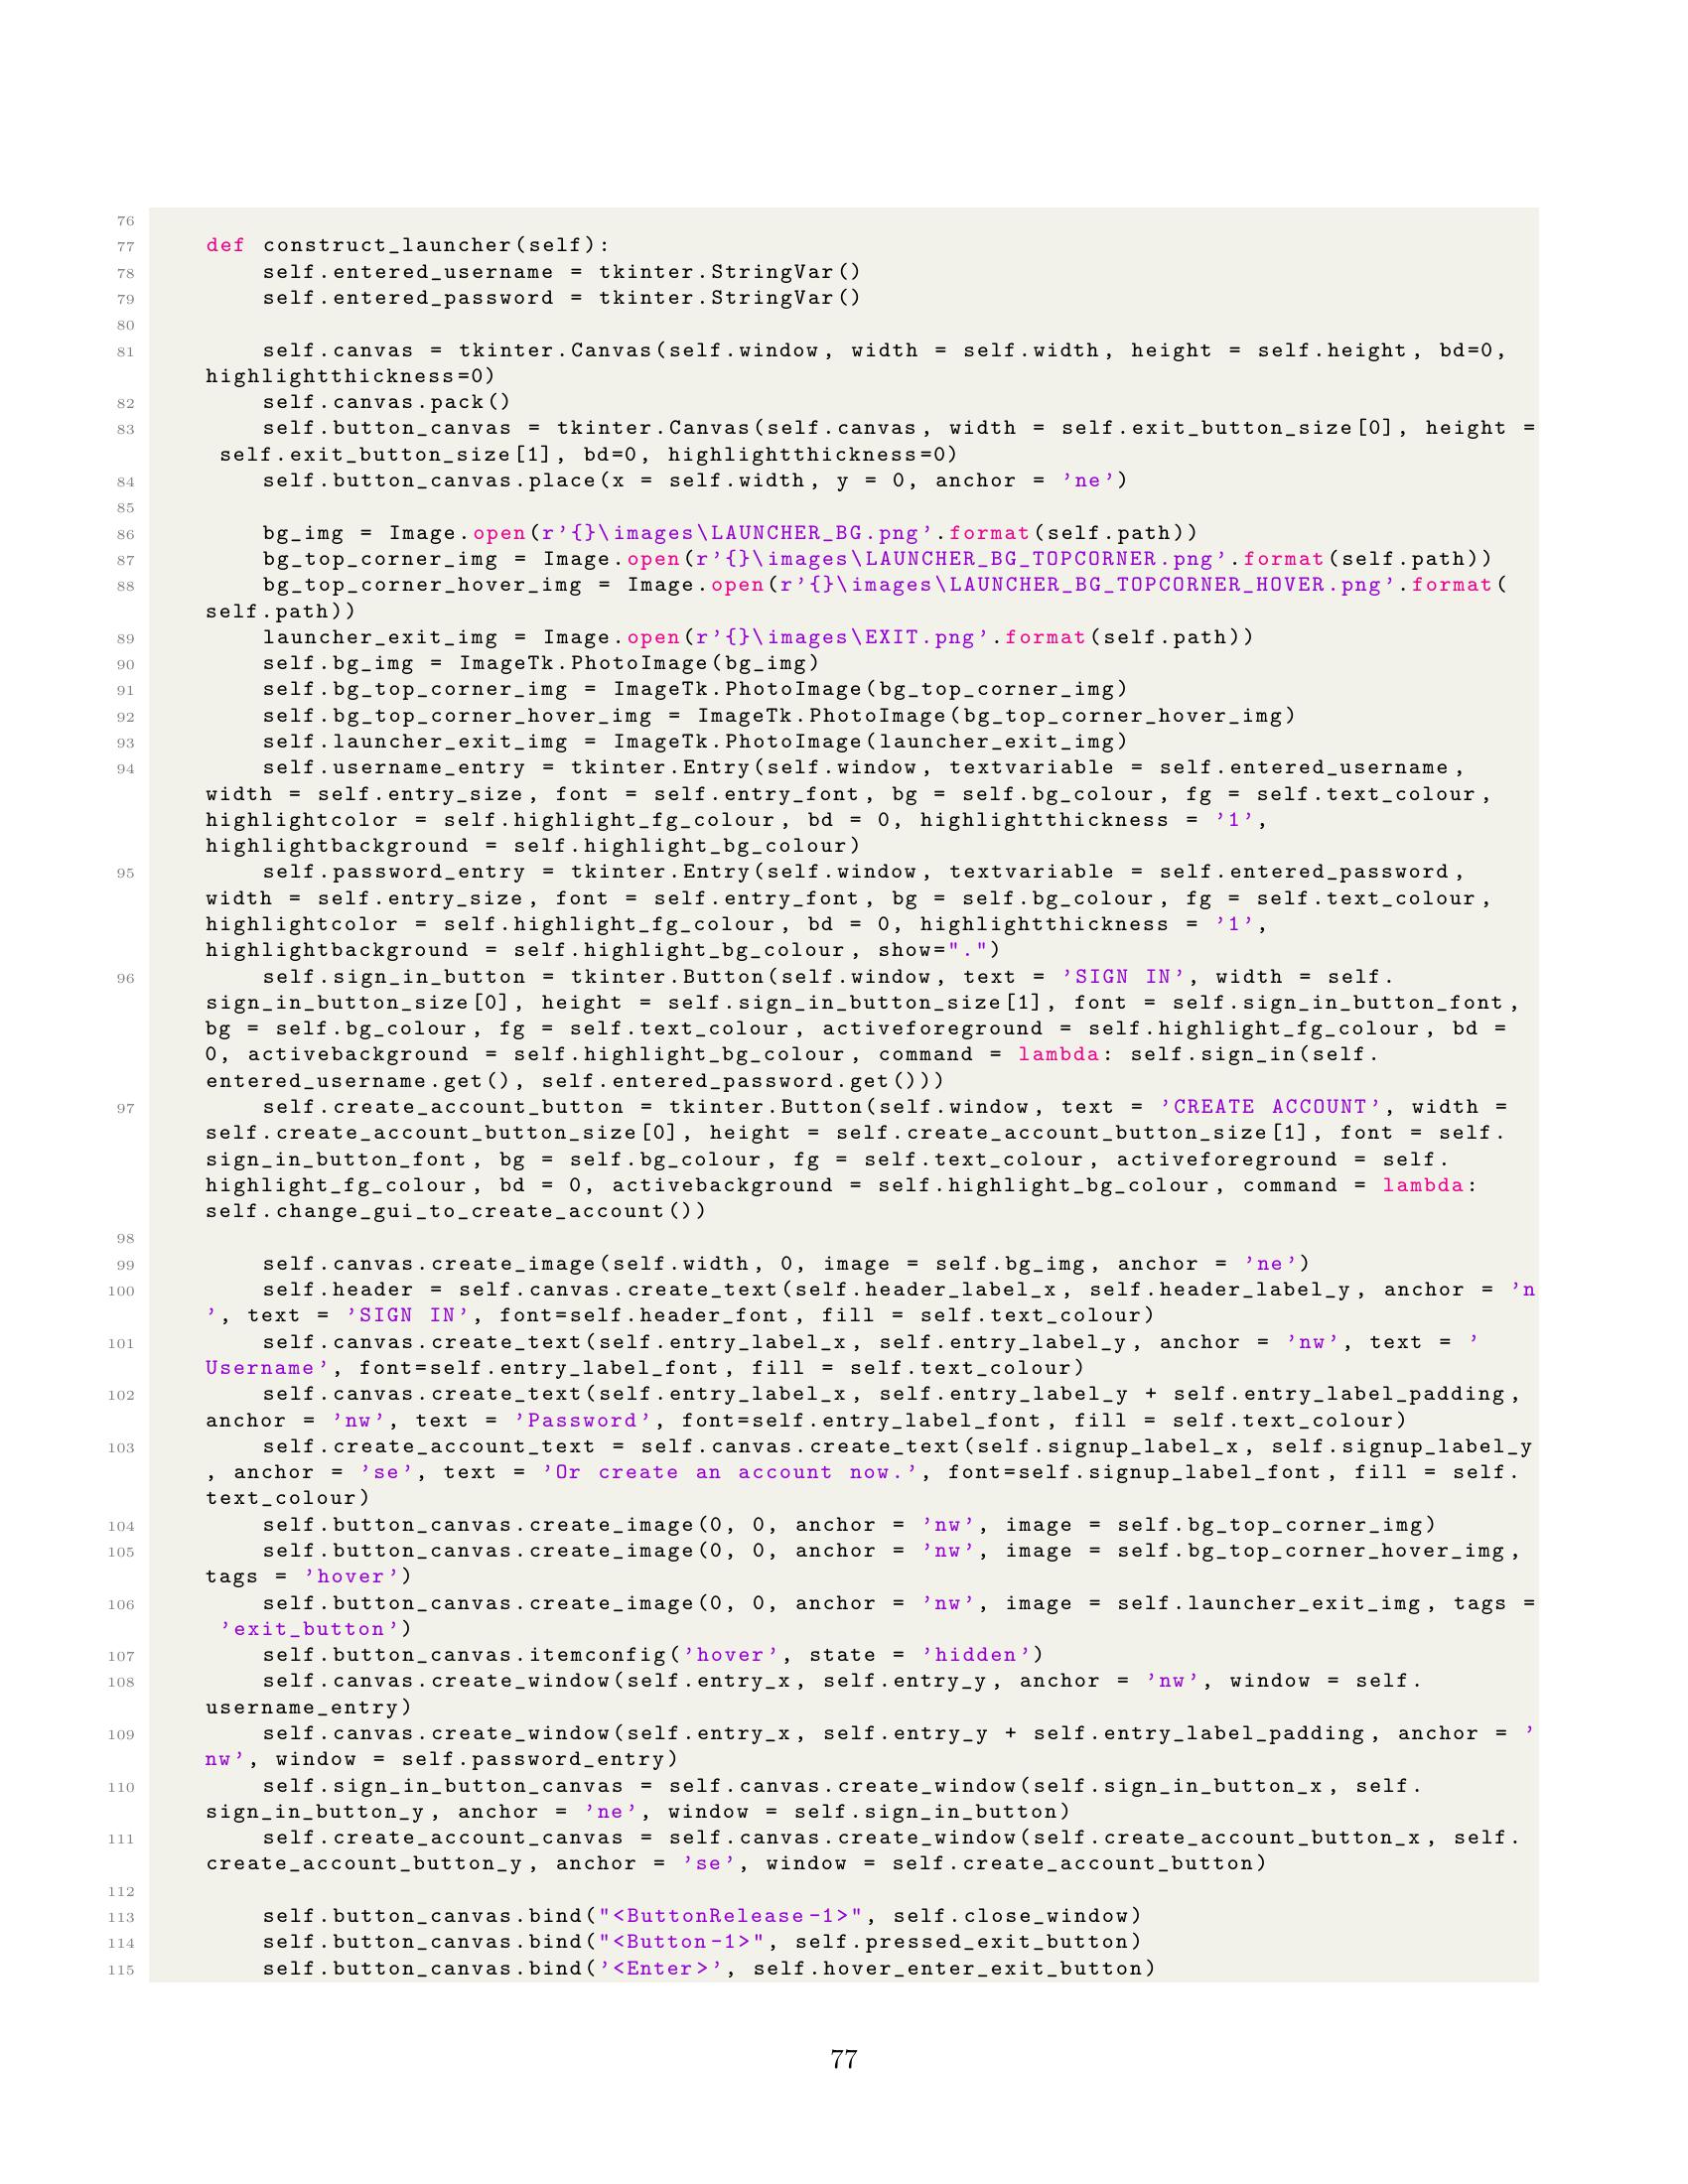 76
77 def construct_launcher(self):
78 self.entered_username = tkinter.StringVar()
79 self.entered_password = tkinter.StringVar()
80
81 self.canvas = tkinter.Canvas(self.window, width = self.width, height = self.height, bd=0,
highlightthickness=0)
82 self.canvas.pack()
83 self.button_canvas = tkinter.Canvas(self.canvas, width = self.exit_button_size[0], height =
self.exit_button_size[1], bd=0, highlightthickness=0)
84 self.button_canvas.place(x = self.width, y = 0, anchor = 'ne')
85
86 bg_img = Image.open(r'{}\images\LAUNCHER_BG.png'.format(self.path))
87 bg_top_corner_img = Image.open(r'{}\images\LAUNCHER_BG_TOPCORNER.png'.format(self.path))
88 bg_top_corner_hover_img = Image.open(r'{}\images\LAUNCHER_BG_TOPCORNER_HOVER.png'.format(
self.path))
89 launcher_exit_img = Image.open(r'{}\images\EXIT.png'.format(self.path))
90 self.bg_img = ImageTk.PhotoImage(bg_img)
91 self.bg_top_corner_img = ImageTk.PhotoImage(bg_top_corner_img)
92 self.bg_top_corner_hover_img = ImageTk.PhotoImage(bg_top_corner_hover_img)
93 self.launcher_exit_img = ImageTk.PhotoImage(launcher_exit_img)
94 self.username_entry = tkinter.Entry(self.window, textvariable = self.entered_username,
width = self.entry_size, font = self.entry_font, bg = self.bg_colour, fg = self.text_colour,
highlightcolor = self.highlight_fg_colour, bd = 0, highlightthickness = '1',
highlightbackground = self.highlight_bg_colour)
95 self.password_entry = tkinter.Entry(self.window, textvariable = self.entered_password,
width = self.entry_size, font = self.entry_font, bg = self.bg_colour, fg = self.text_colour,
highlightcolor = self.highlight_fg_colour, bd = 0, highlightthickness = '1',
highlightbackground = self.highlight_bg_colour, show=".")
96 self.sign_in_button = tkinter.Button(self.window, text = 'SIGN IN', width = self.
sign_in_button_size[0], height = self.sign_in_button_size[1], font = self.sign_in_button_font,
bg = self.bg_colour, fg = self.text_colour, activeforeground = self.highlight_fg_colour, bd =
0, activebackground = self.highlight_bg_colour, command = lambda: self.sign_in(self.
entered_username.get(), self.entered_password.get()))
97 self.create_account_button = tkinter.Button(self.window, text = 'CREATE ACCOUNT', width =
self.create_account_button_size[0], height = self.create_account_button_size[1], font = self.
sign_in_button_font, bg = self.bg_colour, fg = self.text_colour, activeforeground = self.
highlight_fg_colour, bd = 0, activebackground = self.highlight_bg_colour, command = lambda:
self.change_gui_to_create_account())
98
99 self.canvas.create_image(self.width, 0, image = self.bg_img, anchor = 'ne')
100 self.header = self.canvas.create_text(self.header_label_x, self.header_label_y, anchor = 'n
', text = 'SIGN IN', font=self.header_font, fill = self.text_colour)
101 self.canvas.create_text(self.entry_label_x, self.entry_label_y, anchor = 'nw', text = '
Username', font=self.entry_label_font, fill = self.text_colour)
102 self.canvas.create_text(self.entry_label_x, self.entry_label_y + self.entry_label_padding,
anchor = 'nw', text = 'Password', font=self.entry_label_font, fill = self.text_colour)
103 self.create_account_text = self.canvas.create_text(self.signup_label_x, self.signup_label_y
, anchor = 'se', text = 'Or create an account now.', font=self.signup_label_font, fill = self.
text_colour)
104 self.button_canvas.create_image(0, 0, anchor = 'nw', image = self.bg_top_corner_img)
105 self.button_canvas.create_image(0, 0, anchor = 'nw', image = self.bg_top_corner_hover_img,
tags = 'hover')
106 self.button_canvas.create_image(0, 0, anchor = 'nw', image = self.launcher_exit_img, tags =
'exit_button')
107 self.button_canvas.itemconfig('hover', state = 'hidden')
108 self.canvas.create_window(self.entry_x, self.entry_y, anchor = 'nw', window = self.
username_entry)
109 self.canvas.create_window(self.entry_x, self.entry_y + self.entry_label_padding, anchor = '
nw', window = self.password_entry)
110 self.sign_in_button_canvas = self.canvas.create_window(self.sign_in_button_x, self.
sign_in_button_y, anchor = 'ne', window = self.sign_in_button)
111 self.create_account_canvas = self.canvas.create_window(self.create_account_button_x, self.
create_account_button_y, anchor = 'se', window = self.create_account_button)
112
113 self.button_canvas.bind("<ButtonRelease-1>", self.close_window)
114 self.button_canvas.bind("<Button-1>", self.pressed_exit_button)
115 self.button_canvas.bind('<Enter>', self.hover_enter_exit_button)
77